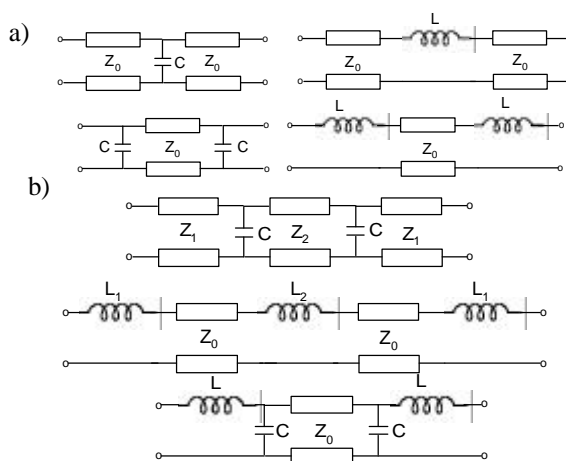 a)
Z₀ C Z₀
L
Z₀ Z₀
C Z₀ C
L L
Z₀
b)
Z₁ C Z₂ C Z₁
L₁ L₂ L₁
Z₀ Z₀
L L
C Z₀ C